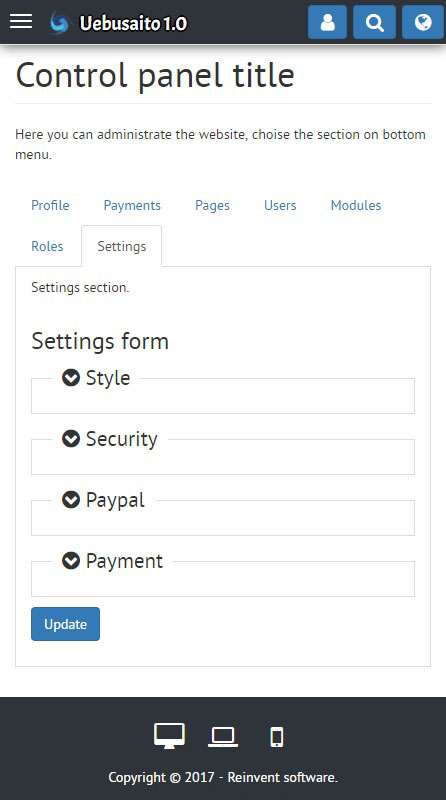 Uebusaito 1.0
Control panel title
Here you can administrate the website, choise the section on bottom
menu.
Profile Payments Pages Users Modules
Roles Settings
Settings section.
Settings form
Style
Security
Paypal
Payment
Update
Copyright © 2017 - Reinvent software.